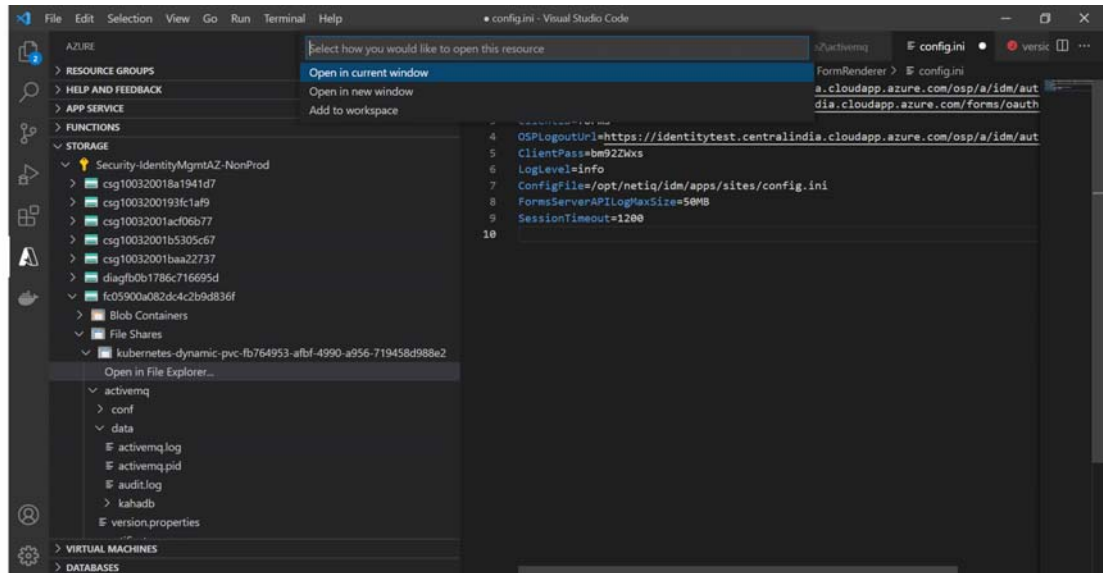 File Edit Selection View Go Run Terminal Help
● config.ini - Visual Studio Code
AZURE
Select how you would like to open this resource
Open in current window
Open in new window
Add to workspace
config.ini ●
versic
FormRenderer > config.ini
> RESOURCE GROUPS
> HELP AND FEEDBACK
> APP SERVICE
> FUNCTIONS
STORAGE
Security-IdentityMgmtAZ-NonProd
> csg100320018a1941d7
> csg1003200193fc1af9
> csg10032001acf06b77
> csg10032001b5305c67
> csg10032001baa22737
> diagfb0b1786c716695d
fc05900a082dc4c2b9d836f
> Blob Containers
File Shares
kubernetes-dynamic-pvc-fb764953-afbf-4990-a956-719458d988e2
Open in File Explorer...
activemq
> conf
data
activemq.log
activemq.pid
audit.log
> kahadb
version.properties
> VIRTUAL MACHINES
> DATABASES
a.cloudapp.azure.com/osp/a/idm/aut
dia.cloudapp.azure.com/forms/oauth
4 OSPLogoutUrl=https://identitytest.centralindia.cloudapp.azure.com/osp/a/idm/aut
5 ClientPass=bm92ZWxs
6 LogLevel=info
7 ConfigFile=/opt/netiq/idm/apps/sites/config.ini
8 FormsServerAPILogMaxSize=50MB
9 SessionTimeout=1200
10